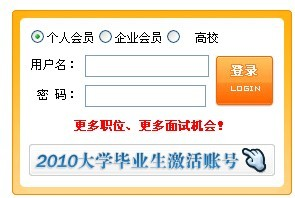 个人会员 企业会员 高校
用户名：
登录
LOGIN
密 码：
更多职位、更多面试机会！
2010大学毕业生激活账号